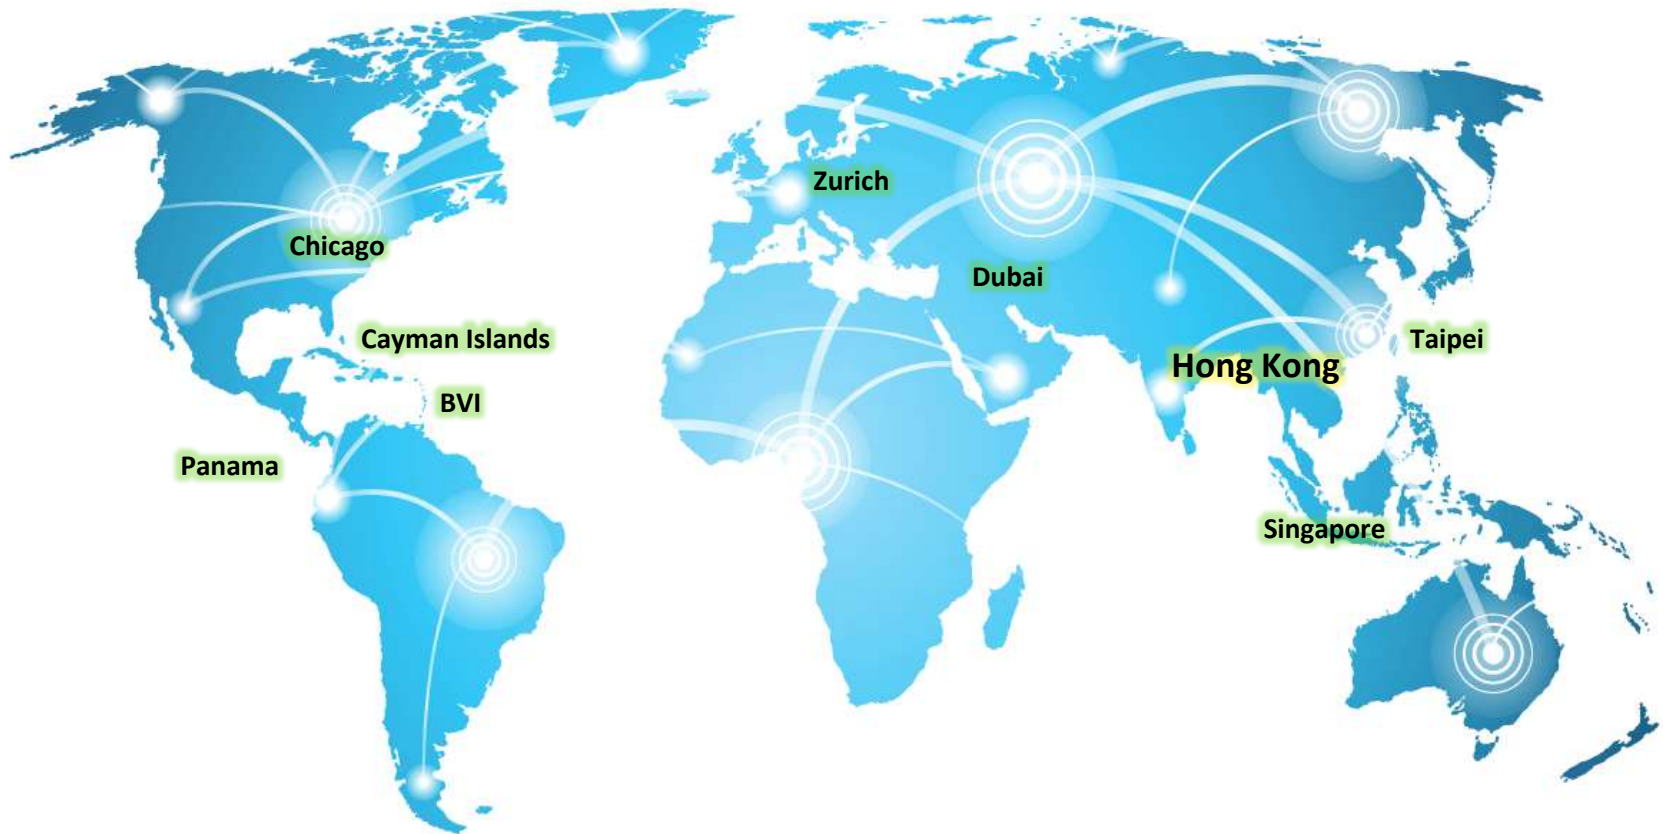 Zurich
Chicago
Dubai
Cayman Islands
Taipei
Hong Kong
BVI
Panama
Singapore